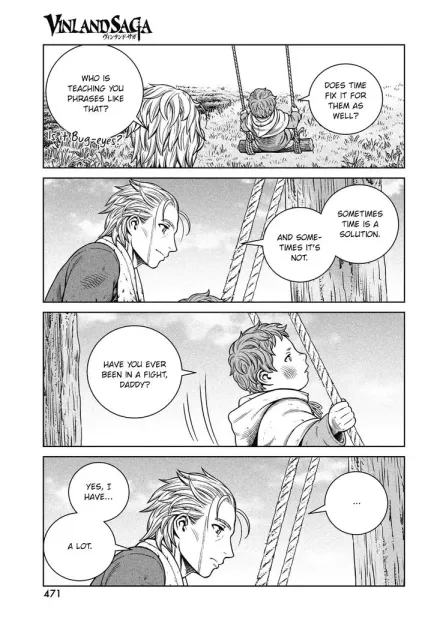 VINLAND SAGA
ヴィンランド・サガ
DOES TIME
FIX IT FOR
THEM AS
WELL?
WHO IS
TEACHING YOU
PHRASES LIKE
THAT?
Is it Bug-eyes?
SOMETIMES
TIME IS A
SOLUTION.
AND SOME-
TIMES IT'S
NOT.
HAVE YOU EVER
BEEN IN A FIGHT,
DADDY?
...
YES, I
HAVE...
A LOT.
471